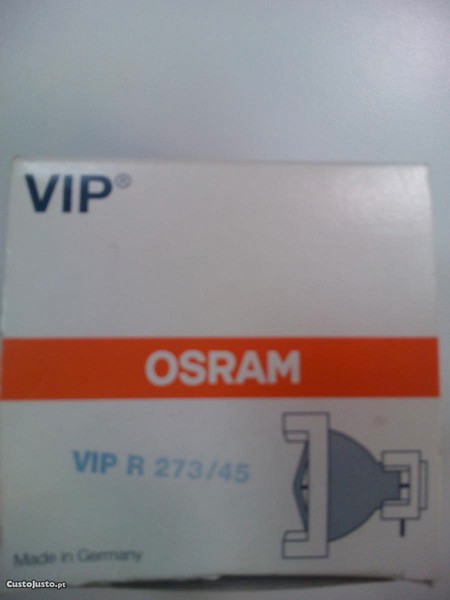 VIP®
OSRAM
VIP R 273/45
Made in Germany
CustoJusto.pt